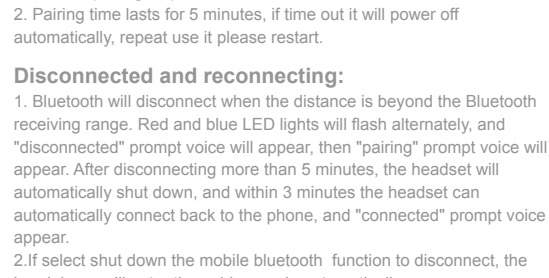 2. Pairing time lasts for 5 minutes, if time out it will power off
automatically, repeat use it please restart.
Disconnected and reconnecting:
1. Bluetooth will disconnect when the distance is beyond the Bluetooth
receiving range. Red and blue LED lights will flash alternately, and
"disconnected" prompt voice will appear, then "pairing" prompt voice will
appear. After disconnecting more than 5 minutes, the headset will
automatically shut down, and within 3 minutes the headset can
automatically connect back to the phone, and "connected" prompt voice
appear.
2.If select shut down the mobile bluetooth function to disconnect, the